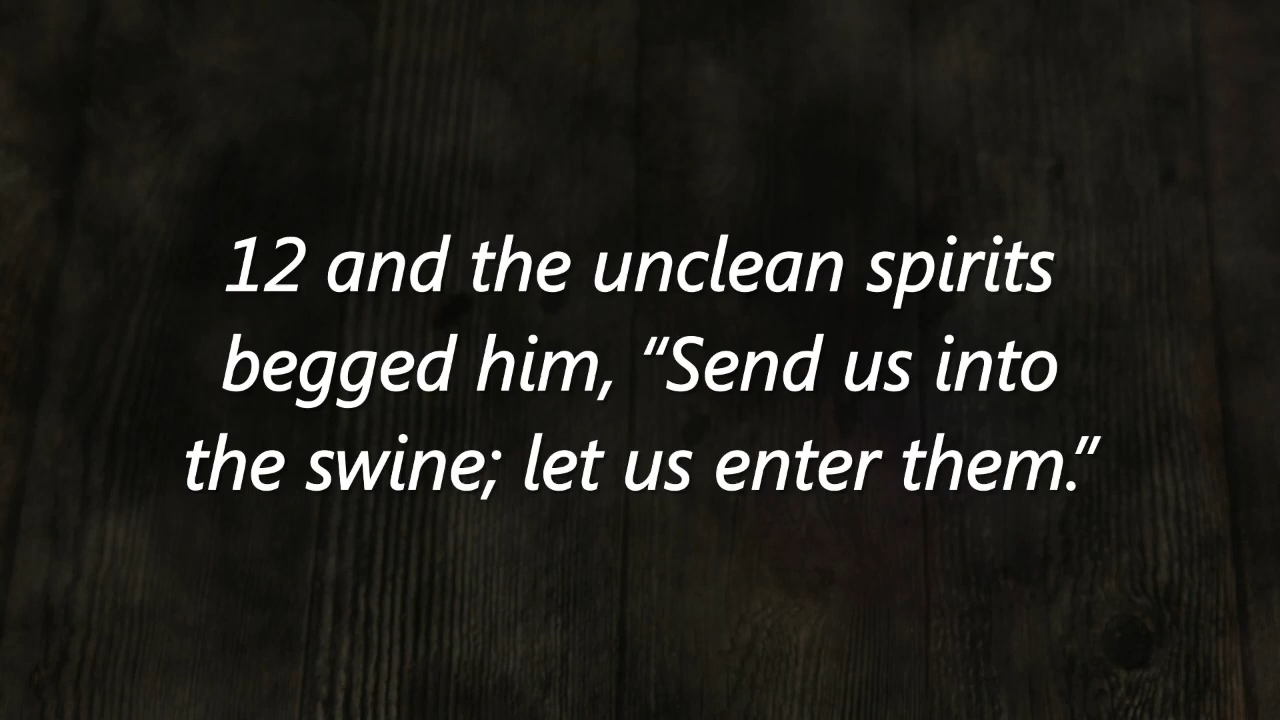 12 and the unclean spirits
begged him, “Send us into
the swine; let us enter them.”